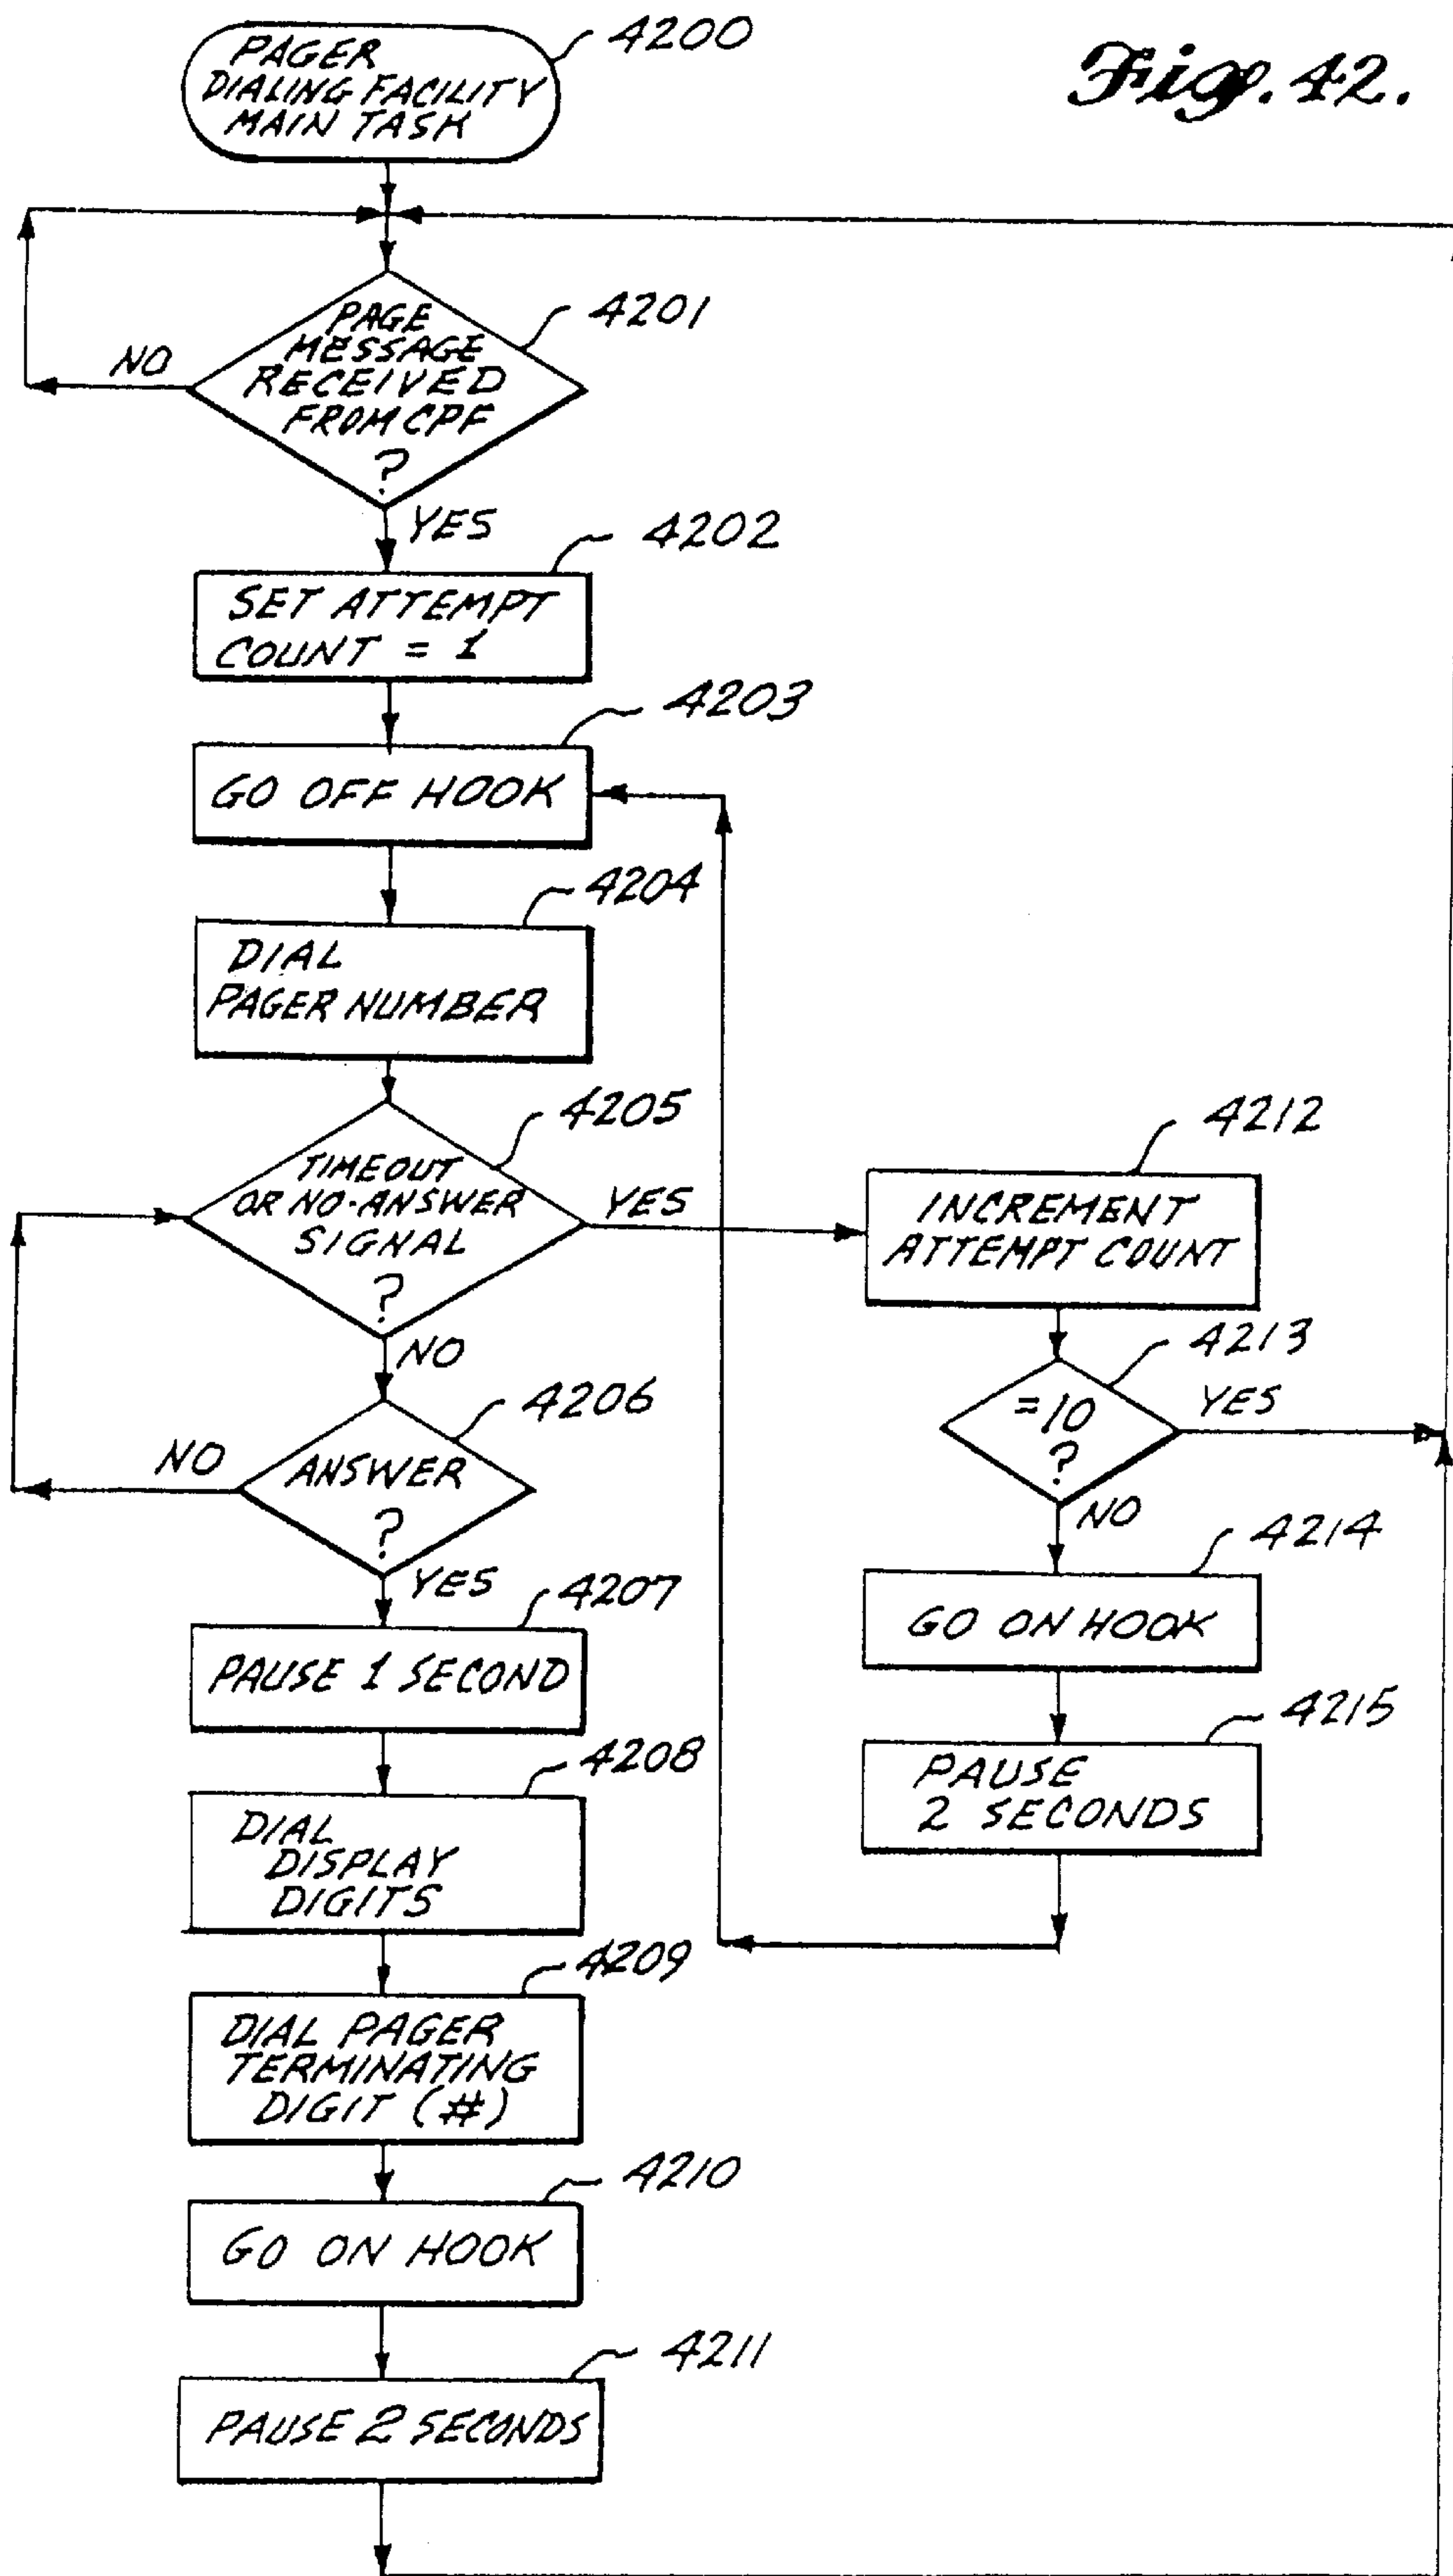 Fig. 42.
4200
PAGER
DIALING FACILITY
MAIN TASK
4201
PAGE
MESSAGE
RECEIVED
FROM CPF
?
NO
YES
4202
SET ATTEMPT
COUNT = 1
4203
GO OFF HOOK
4204
DIAL
PAGER NUMBER
4205
TIMEOUT
OR NO-ANSWER
SIGNAL
?
YES
NO
4206
ANSWER
?
NO
YES
4207
PAUSE 1 SECOND
4208
DIAL
DISPLAY
DIGITS
4209
DIAL PAGER
TERMINATING
DIGIT (#)
4210
GO ON HOOK
4211
PAUSE 2 SECONDS
4212
INCREMENT
ATTEMPT COUNT
4213
=10
?
YES
NO
4214
GO ON HOOK
4215
PAUSE
2 SECONDS